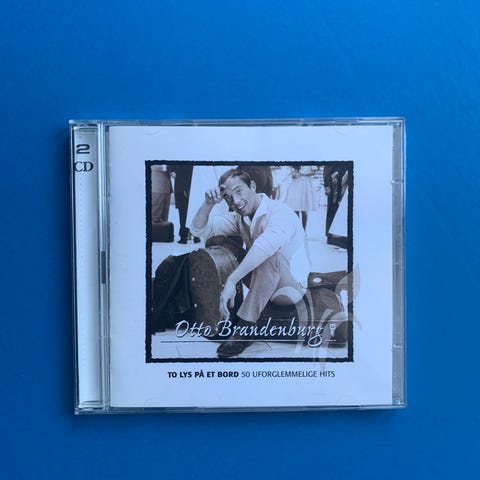 2
CD
Otto Brandenburg
TO LYS PÅ ET BORD 50 UFORGLEMMELIGE HITS